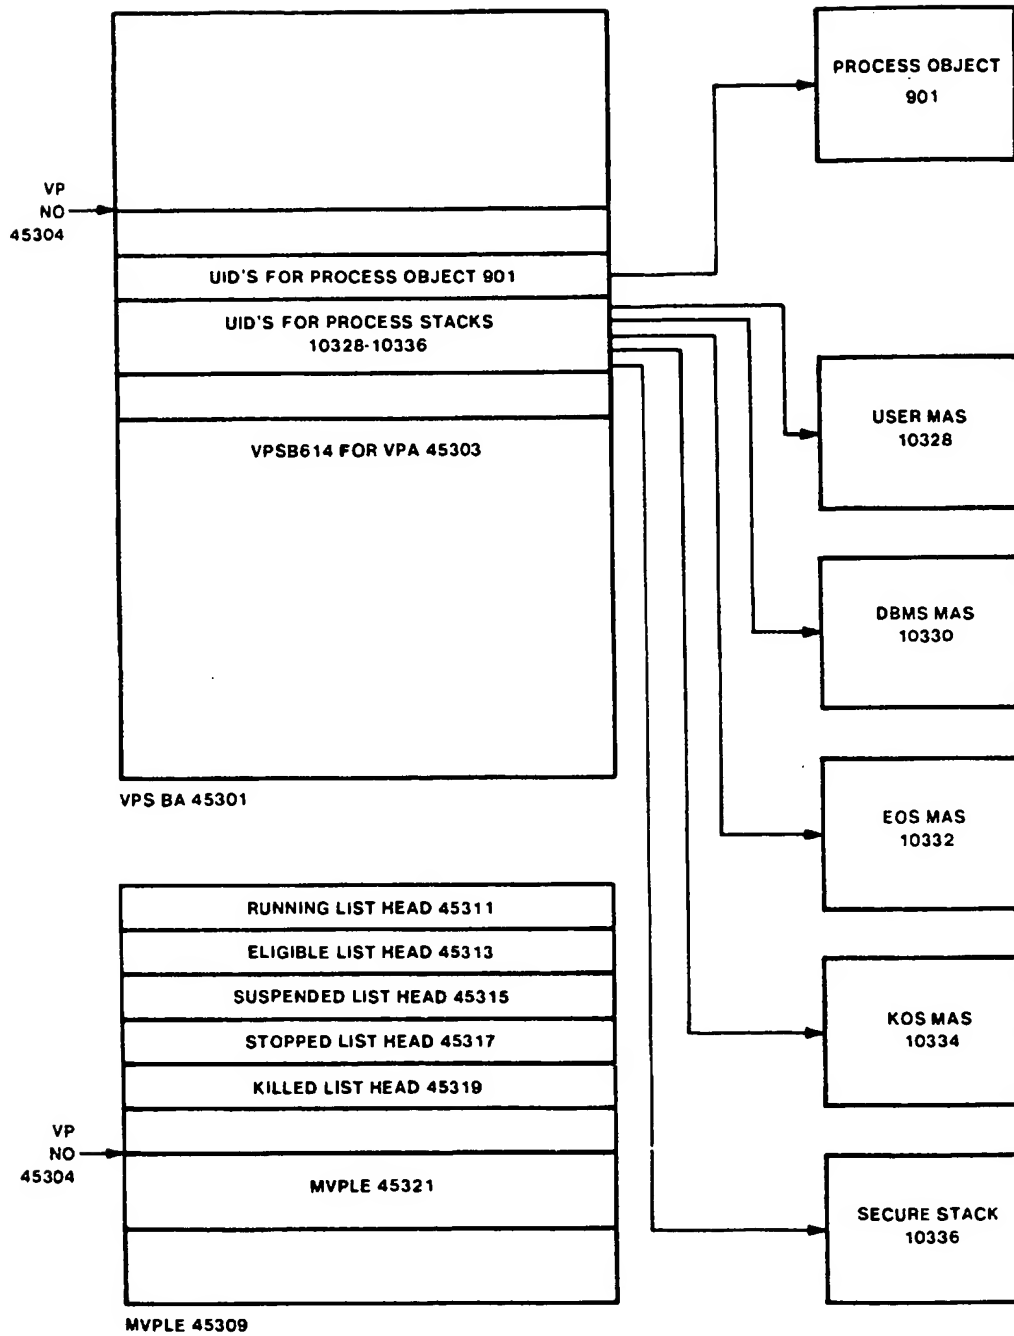 PROCESS OBJECT
901
VP
NO
45304
UID'S FOR PROCESS OBJECT 901
UID'S FOR PROCESS STACKS
10328-10336
VPSB614 FOR VPA 45303
USER MAS
10328
DBMS MAS
10330
EOS MAS
10332
VPS BA 45301
RUNNING LIST HEAD 45311
ELIGIBLE LIST HEAD 45313
SUSPENDED LIST HEAD 45315
STOPPED LIST HEAD 45317
KILLED LIST HEAD 45319
KOS MAS
10334
VP
NO
45304
MVPLE 45321
SECURE STACK
10336
MVPLE 45309